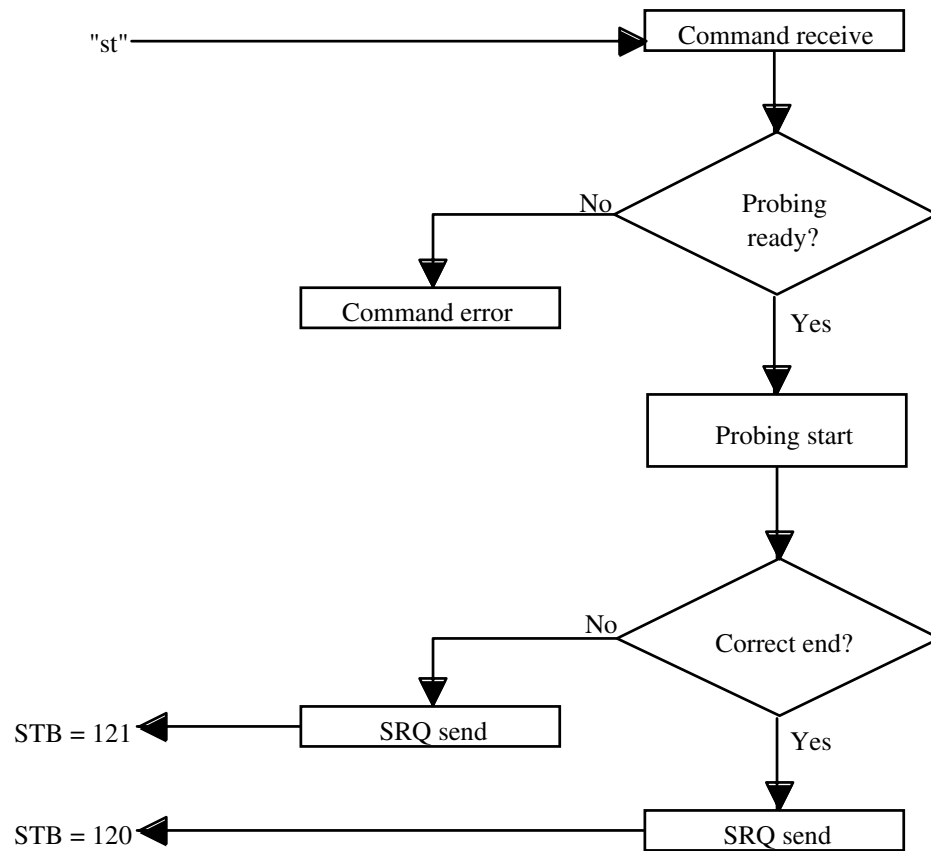 "st"
Command receive
No
Probing
ready?
Command error
Yes
Probing start
No
Correct end?
STB = 121
SRQ send
Yes
STB = 120
SRQ send